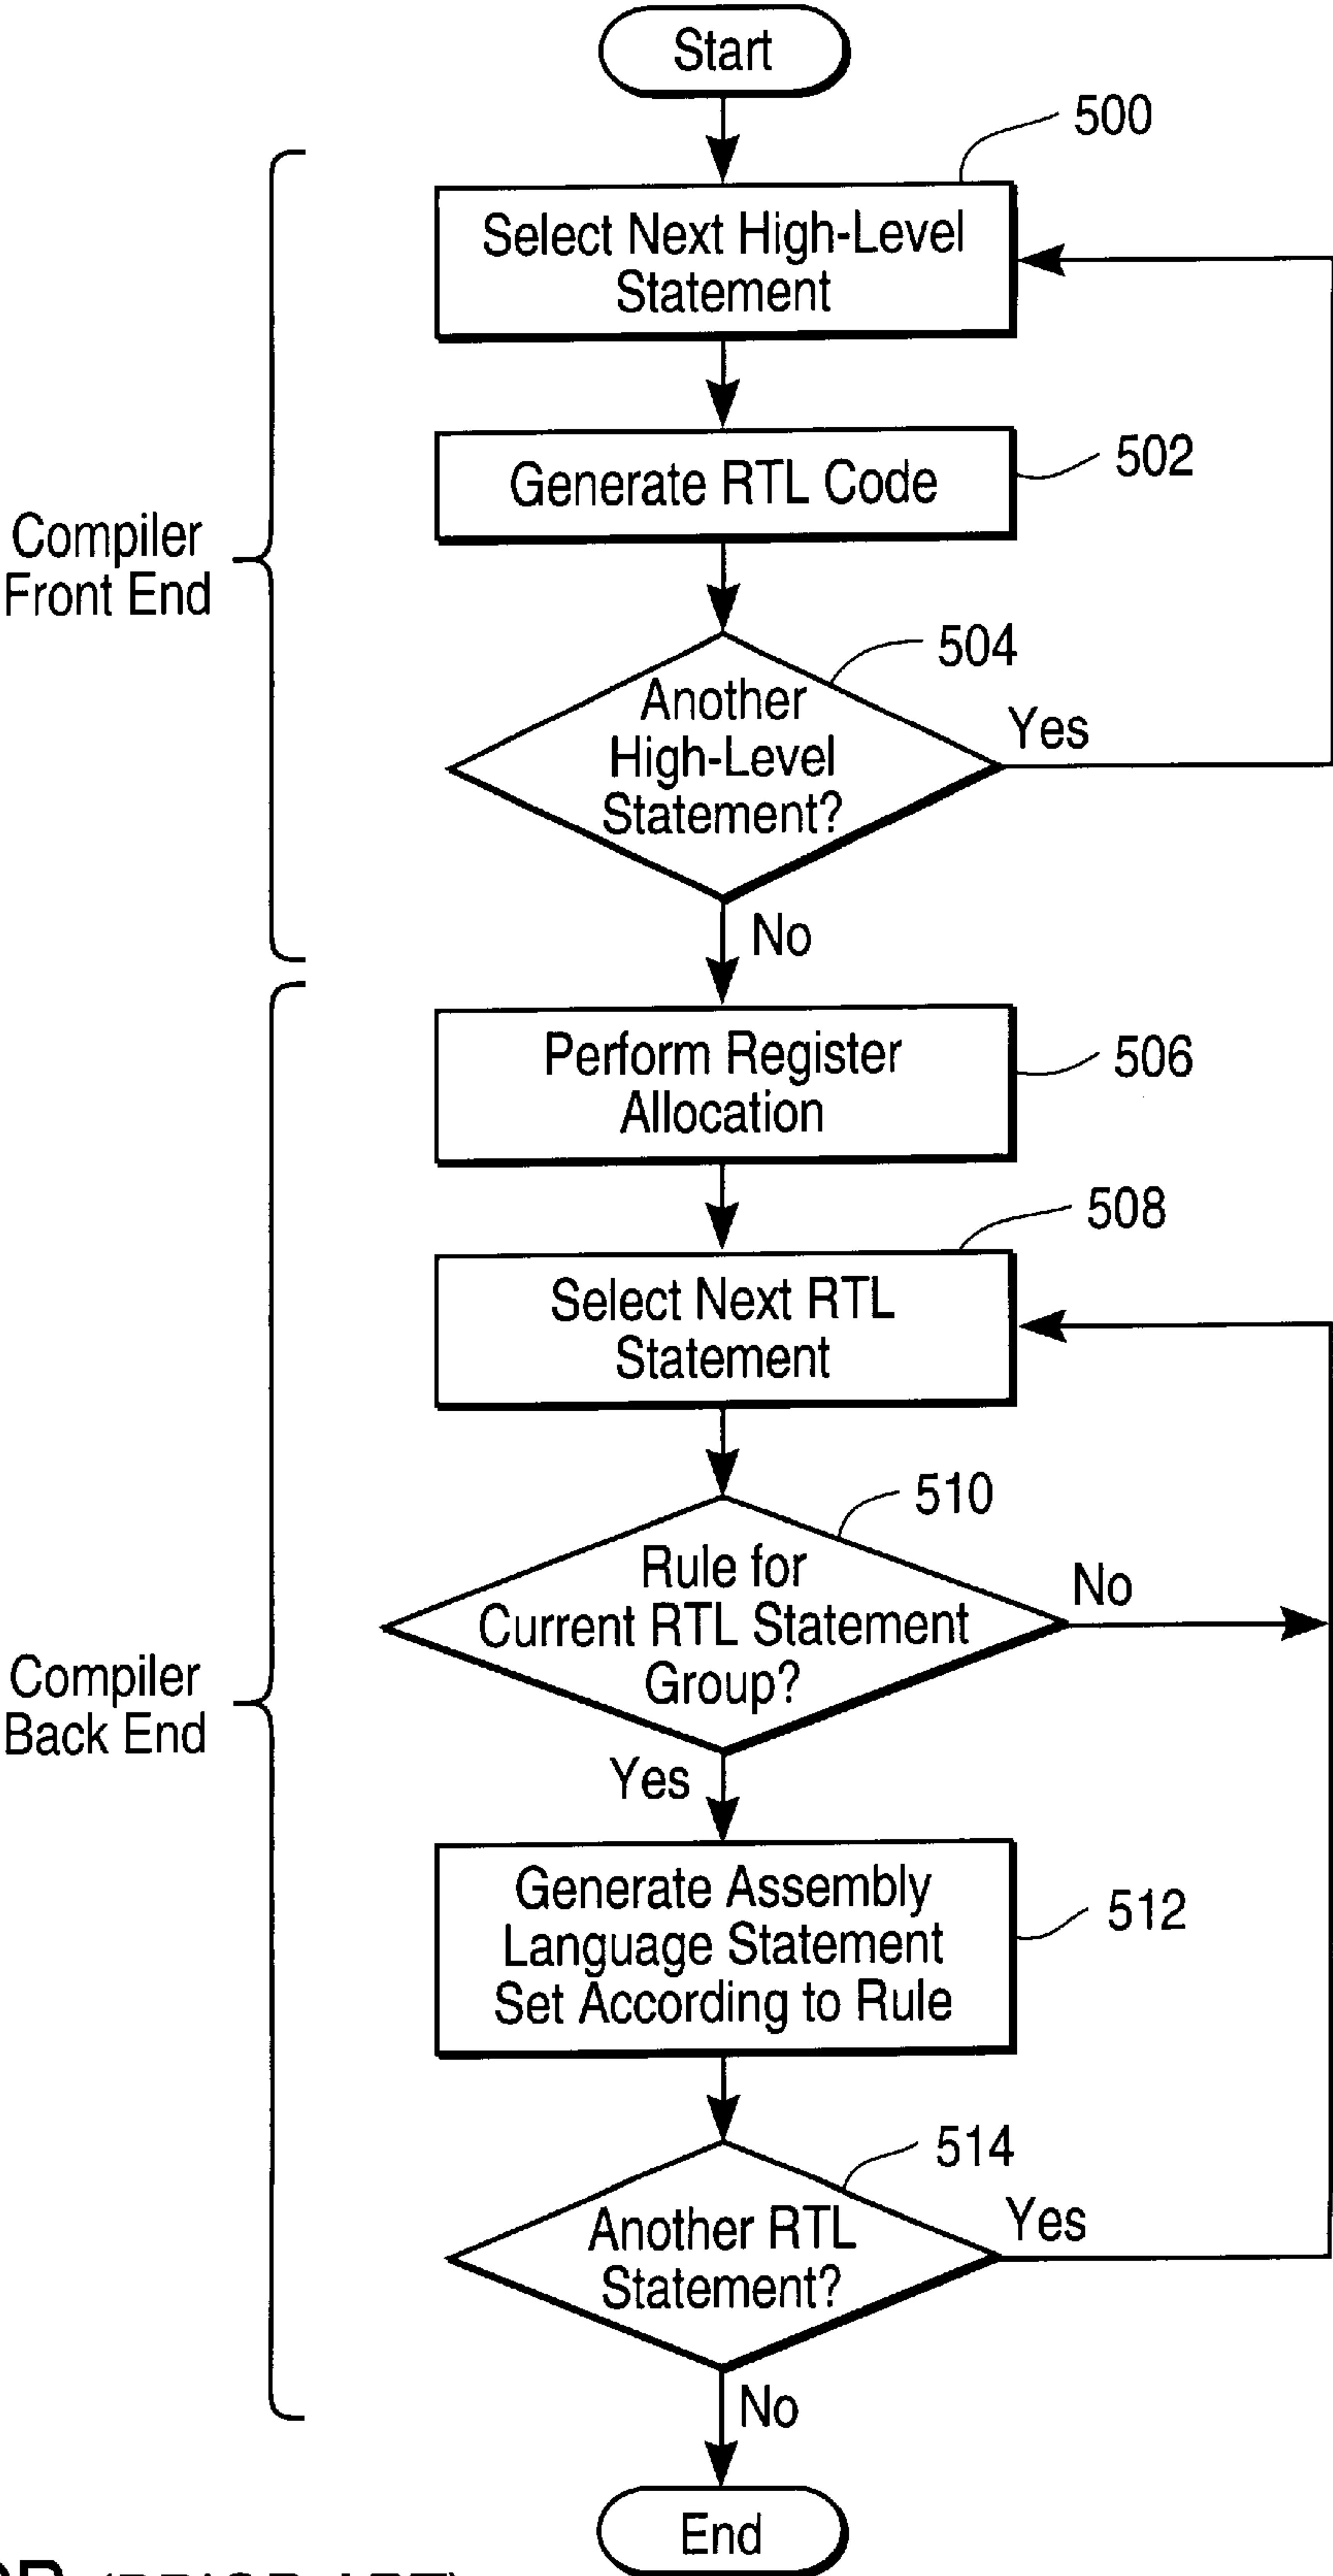 Start
500
Select Next High-Level
Statement
502
Generate RTL Code
Compiler
Front End
504
Another
High-Level
Statement?
Yes
No
Perform Register
Allocation
506
508
Select Next RTL
Statement
510
Rule for
Current RTL Statement
Group?
No
Compiler
Back End
Yes
Generate Assembly
Language Statement
Set According to Rule
512
514
Another RTL
Statement?
Yes
No
End